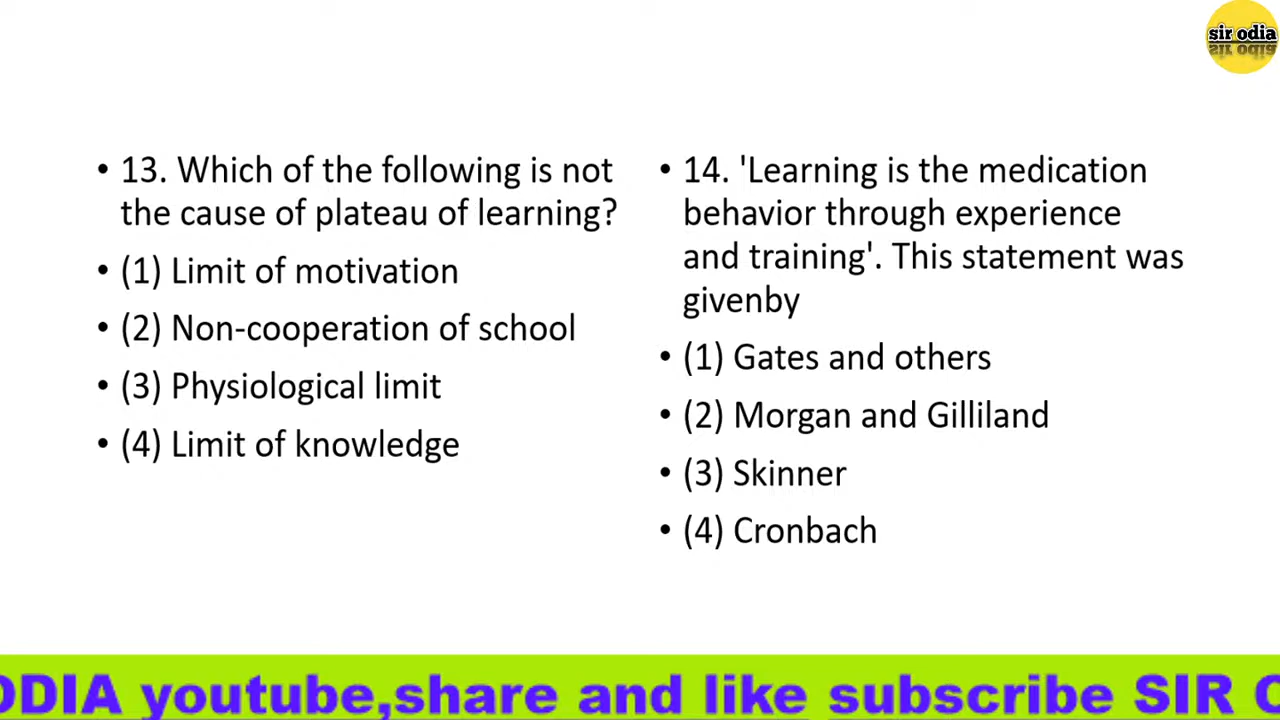 sir odia
• 13. Which of the following is not
the cause of plateau of learning?
• (1) Limit of motivation
• (2) Non-cooperation of school
• (3) Physiological limit
• (4) Limit of knowledge
• 14. 'Learning is the medication
behavior through experience
and training'. This statement was
givenby
• (1) Gates and others
• (2) Morgan and Gilliland
• (3) Skinner
• (4) Cronbach
ODIA youtube,share and like subscribe SIR